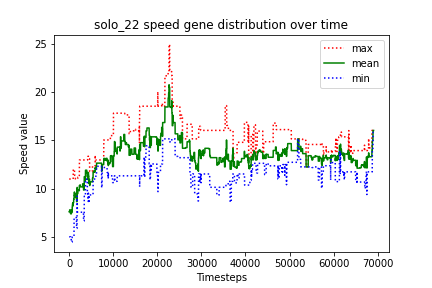 solo_22 speed gene distribution over time
25
20
15
10
5
Speed value
max
mean
min
0
10000
20000
30000
40000
50000
60000
70000
Timesteps